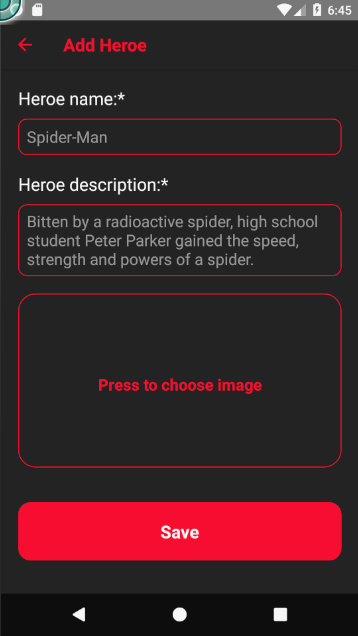 6:45
Add Heroe
Heroe name:*
Spider-Man
Heroe description:*
Bitten by a radioactive spider, high school
student Peter Parker gained the speed,
strength and powers of a spider.
Press to choose image
Save